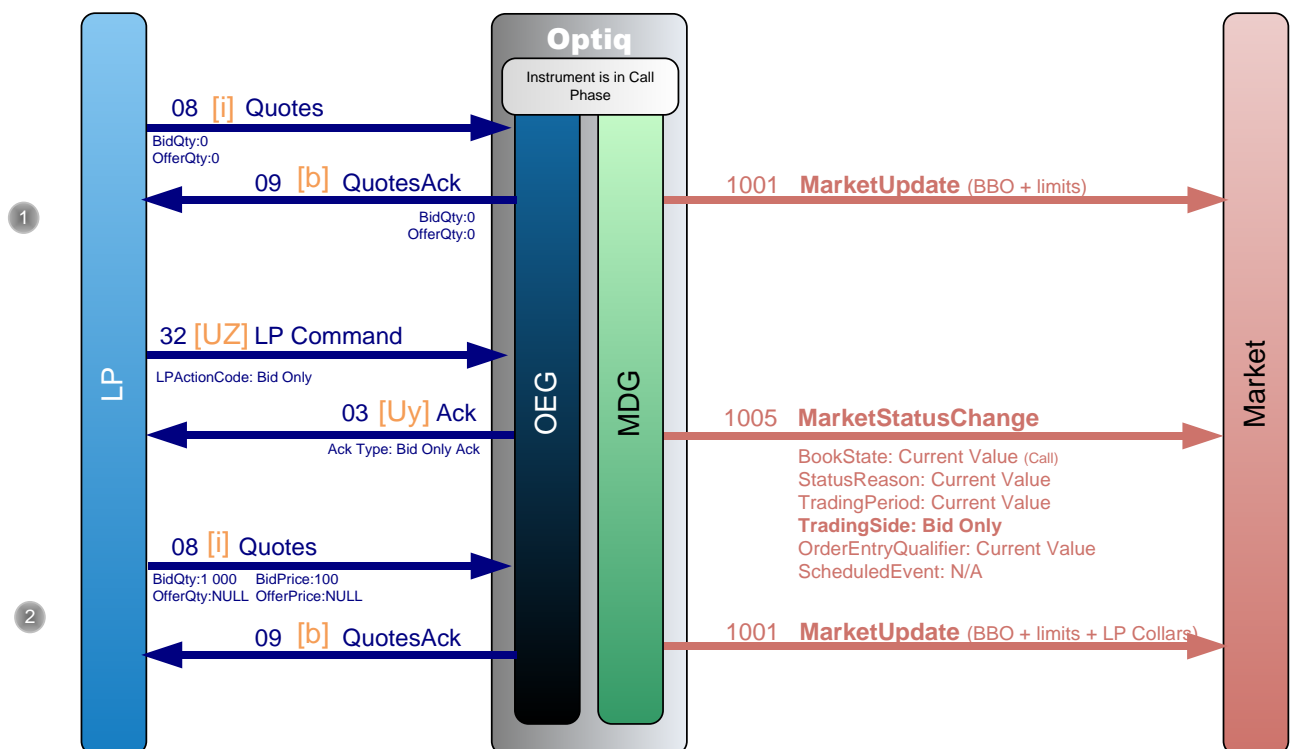 Optiq
Instrument is in Call
Phase
08 [i] Quotes
BidQty:0
OfferQty:0
09 [b] QuotesAck
BidQty:0
OfferQty:0
1001 MarketUpdate (BBO + limits)
1
32 [UZ] LP Command
LPActionCode: Bid Only
03 [Uy] Ack
Ack Type: Bid Only Ack
LP
OEG
MDG
Market
1005 MarketStatusChange
BookState: Current Value (Call)
StatusReason: Current Value
TradingPeriod: Current Value
TradingSide: Bid Only
OrderEntryQualifier: Current Value
ScheduledEvent: N/A
08 [i] Quotes
BidQty:1 000 BidPrice:100
OfferQty:NULL OfferPrice:NULL
2
09 [b] QuotesAck
1001 MarketUpdate (BBO + limits + LP Collars)